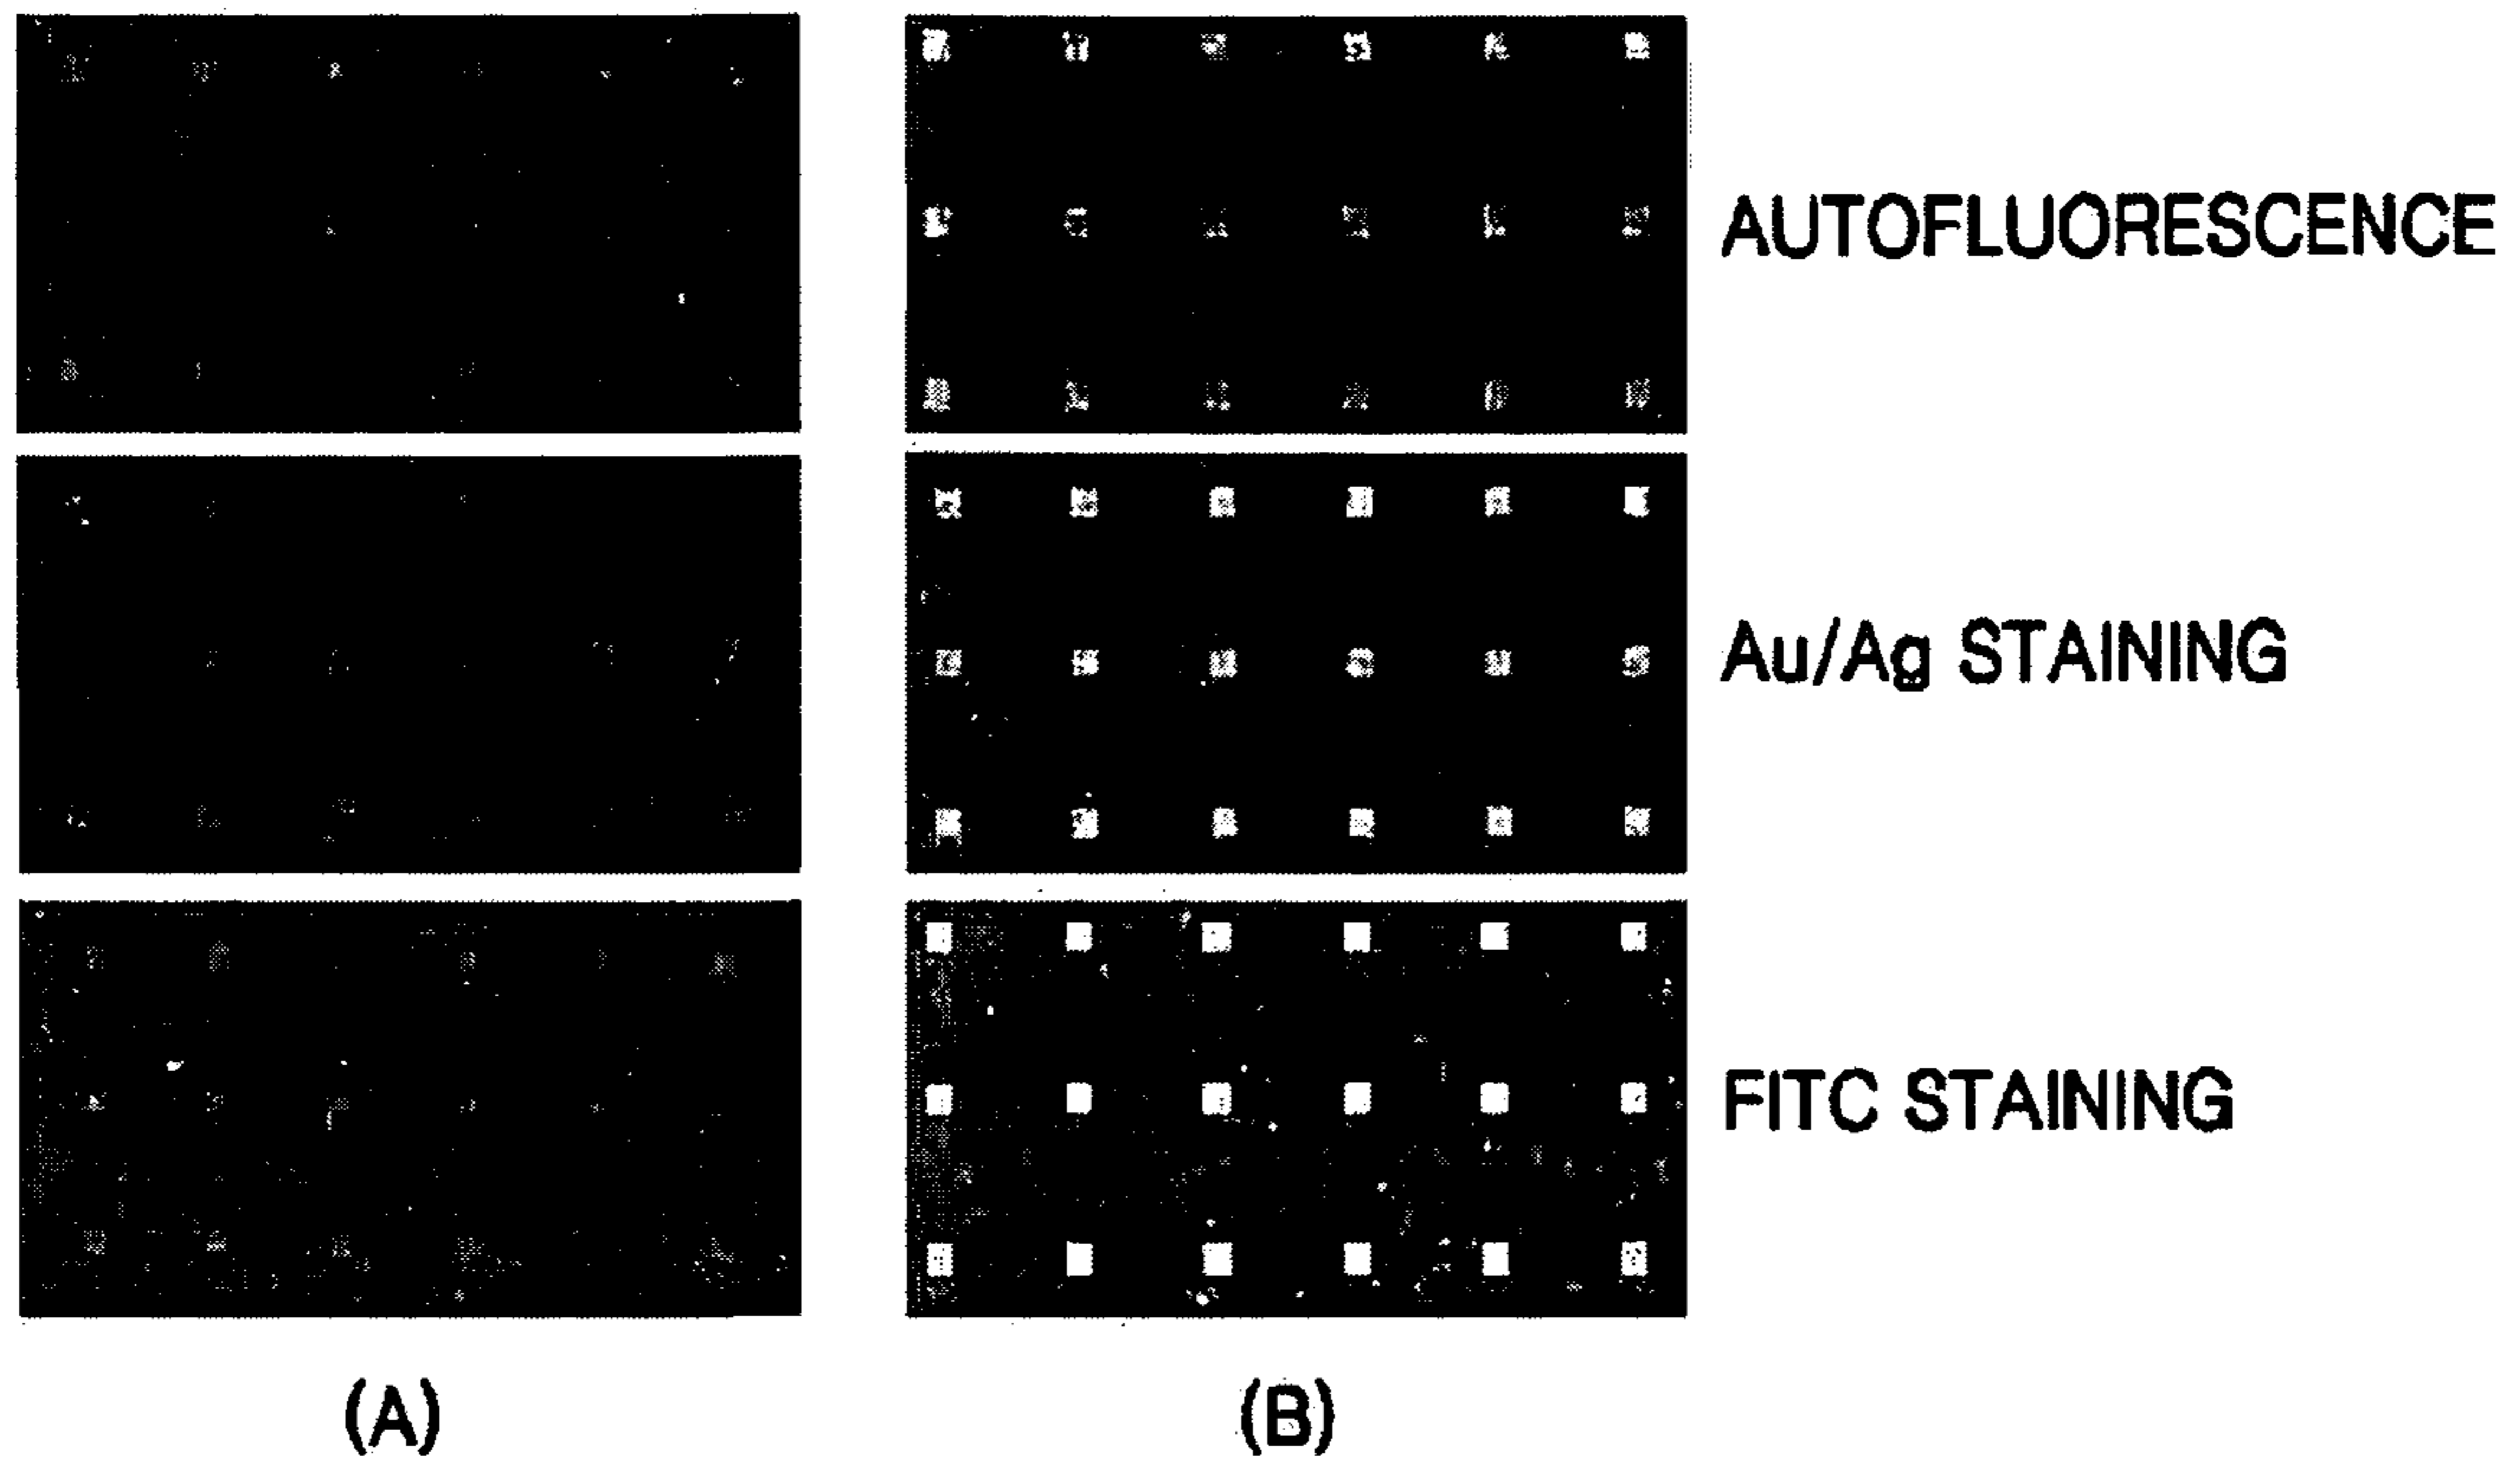 AUTOFLUORESCENCE
Au/Ag STAINING
FITC STAINING
(A)
(B)